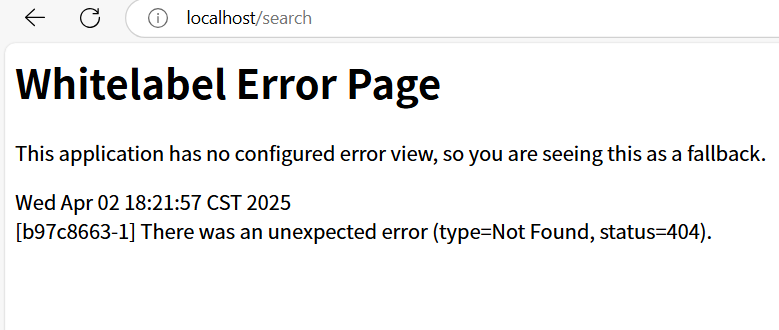 localhost/search
Whitelabel Error Page
This application has no configured error view, so you are seeing this as a fallback.
Wed Apr 02 18:21:57 CST 2025
[b97c8663-1] There was an unexpected error (type=Not Found, status=404).